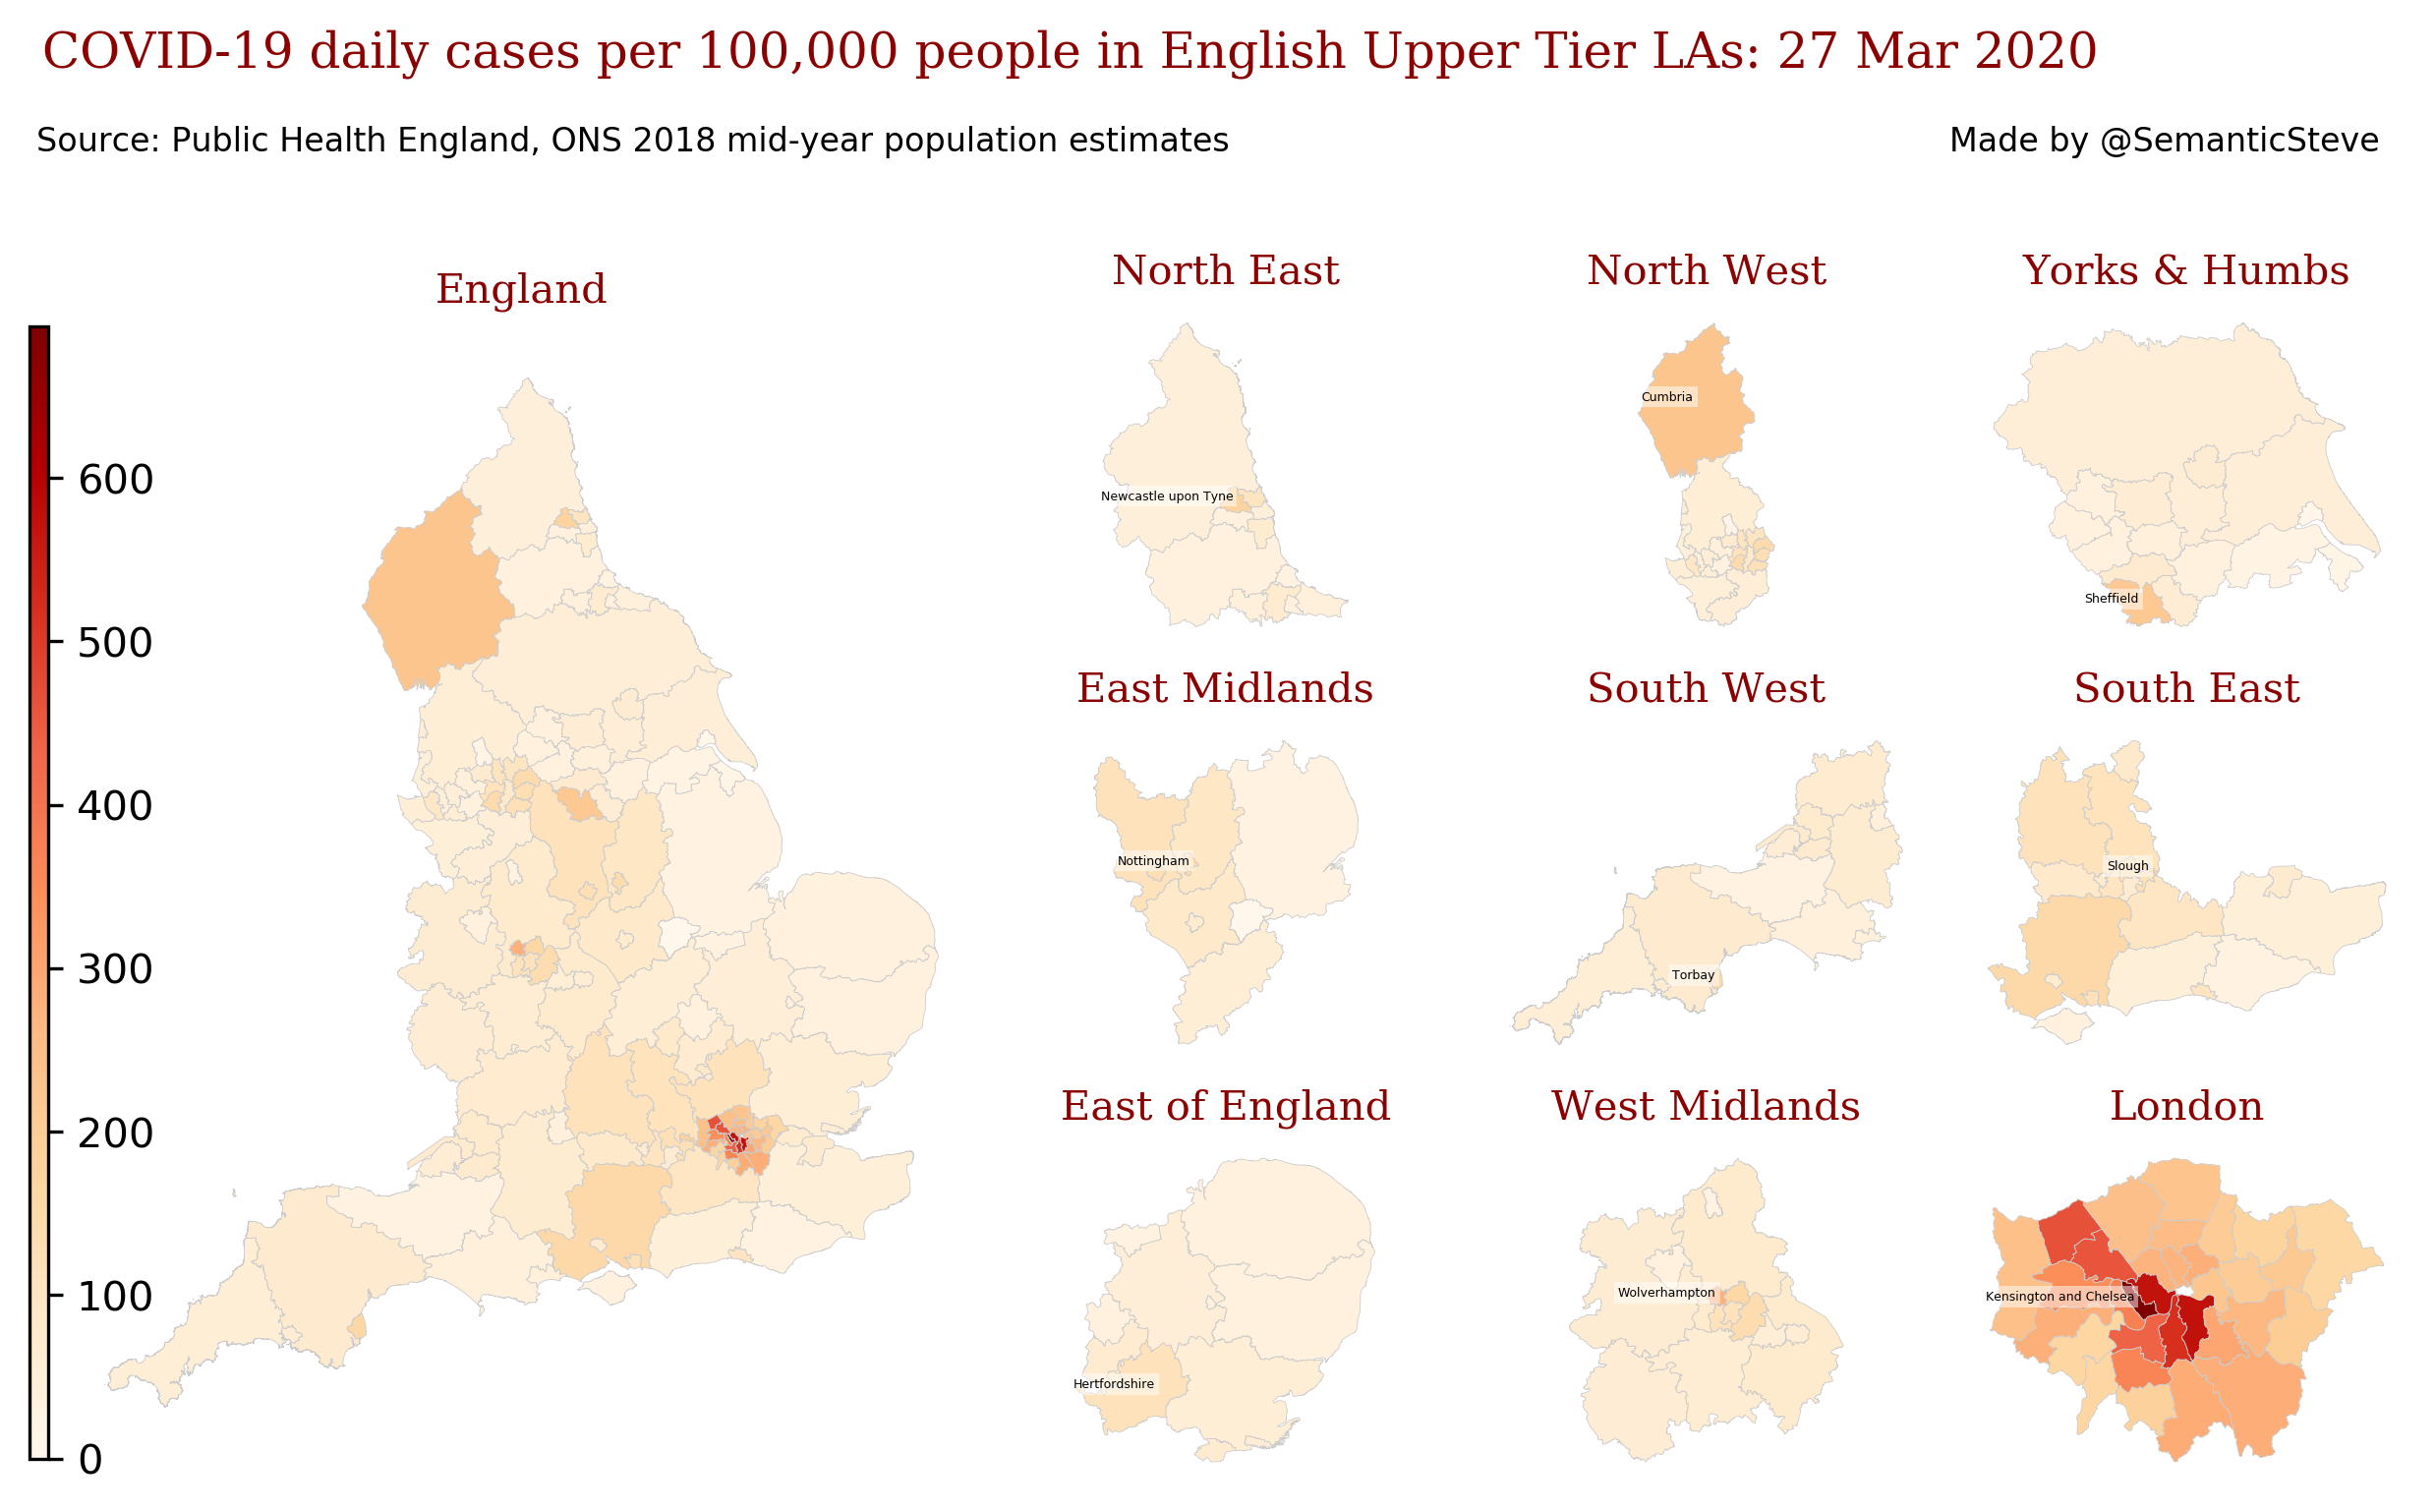 COVID-19 daily cases per 100,000 people in English Upper Tier LAs: 27 Mar 2020
Source: Public Health England, ONS 2018 mid-year population estimates
Made by @SemanticSteve
England
600
500
400
300
200
100
0
North East
Newcastle upon Tyne
North West
Cumbria
Yorks & Humbs
Sheffield
East Midlands
Nottingham
South West
Torbay
South East
Slough
East of England
Hertfordshire
West Midlands
Wolverhampton
London
Kensington and Chelsea